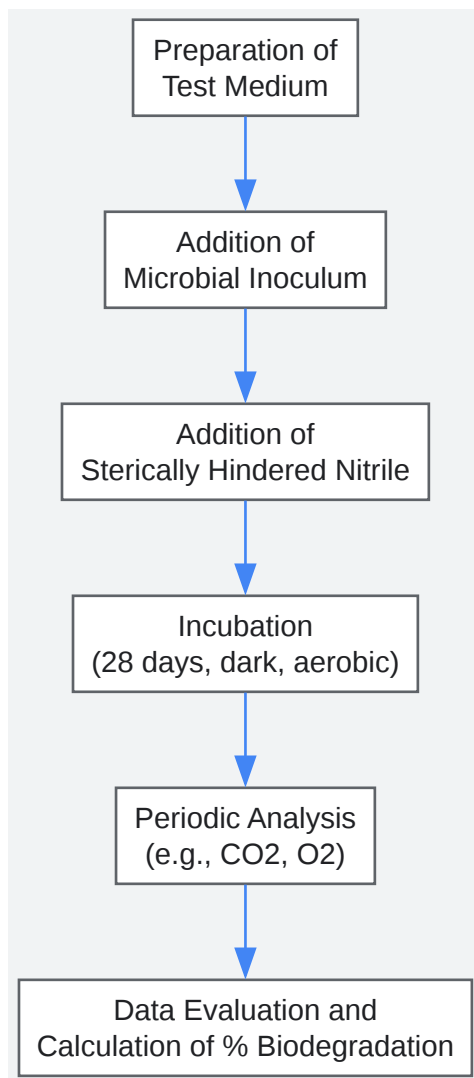 Preparation of
Test Medium
Addition of
Microbial Inoculum
Addition of
Sterically Hindered Nitrile
Incubation
(28 days, dark, aerobic)
Periodic Analysis
(e.g., CO2, O2)
Data Evaluation and
Calculation of % Biodegradation